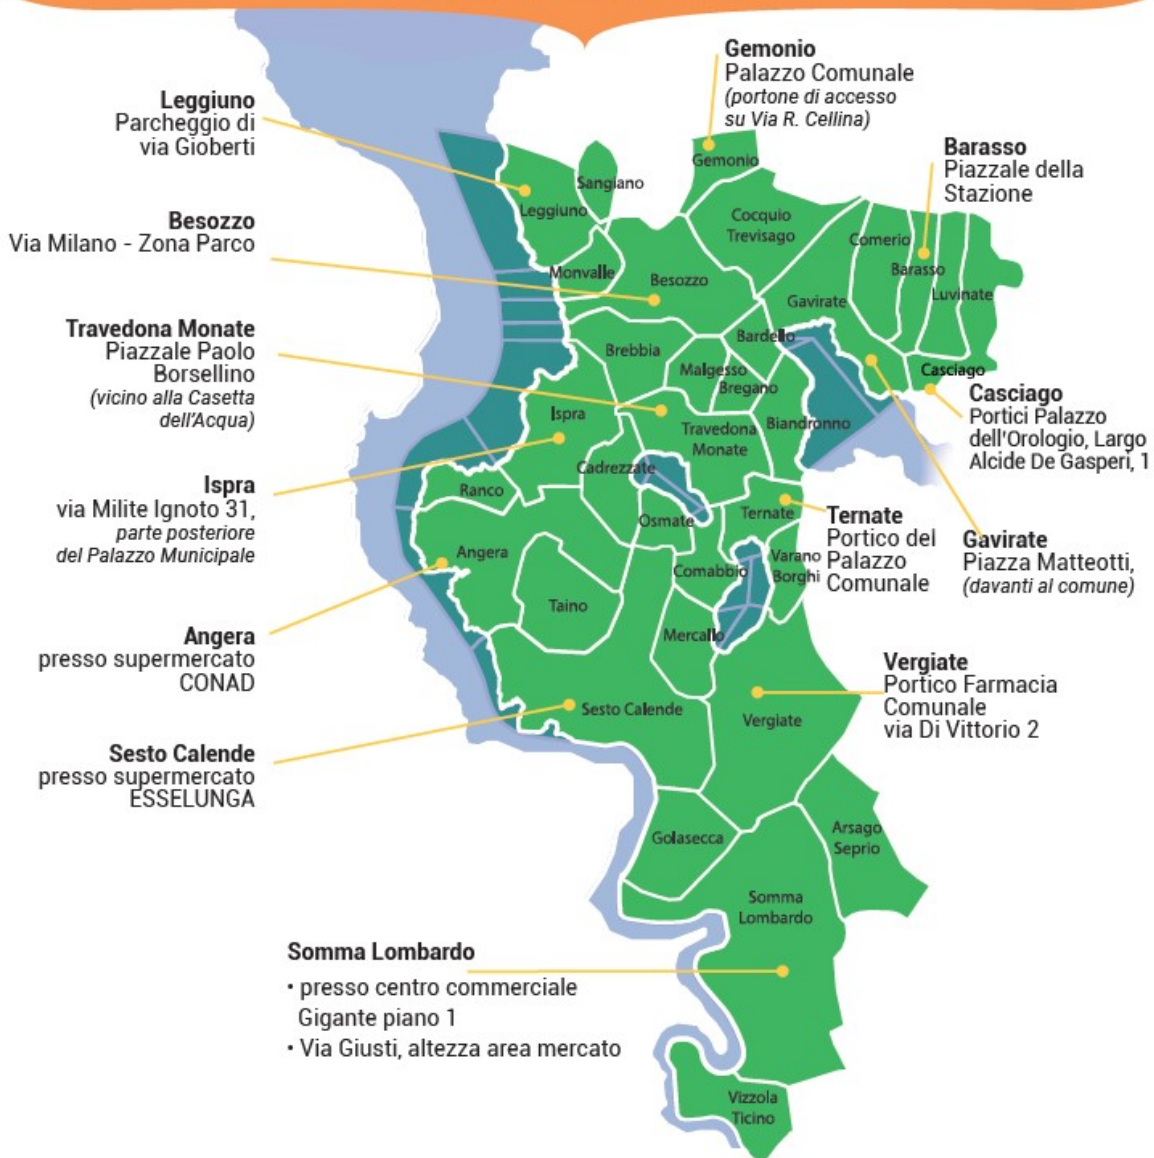 Gemonio
Palazzo Comunale
(portone di accesso
su Via R. Cellina)
Leggiuno
Parcheggio di
via Gioberti
Barasso
Piazzale della
Stazione
Besozzo
Via Milano - Zona Parco
Travedona Monate
Piazzale Paolo
Borsellino
(vicino alla Casetta
dell'Acqua)
Ispra
via Milite Ignoto 31,
parte posteriore
del Palazzo Municipale
Angera
presso supermercato
CONAD
Sesto Calende
presso supermercato
ESSELUNGA
Casciago
Portici Palazzo
dell'Orologio, Largo
Alcide De Gasperi, 1
Ternate
Portico del
Palazzo
Comunale
Gavirate
Piazza Matteotti,
(davanti al comune)
Vergiate
Portico Farmacia
Comunale
via Di Vittorio 2
Somma Lombardo
• presso centro commerciale
Gigante piano 1
• Via Giusti, altezza area mercato
Gemonio
Sangiano
Leggiuno
Cocquio
Trevisago
Comerio
Barasso
Luvinate
Monvalle
Besozzo
Gavirate
Bardello
Brebbia
Malgesso
Bregano
Casciago
Ispra
Travedona
Monate
Biandronno
Cadrezzate
Ranco
Osmate
Ternate
Angera
Comabbio
Varano
Borghi
Taino
Mercallo
Sesto Calende
Vergiate
Golasecca
Arsago
Seprio
Somma
Lombardo
Vizzola
Ticino